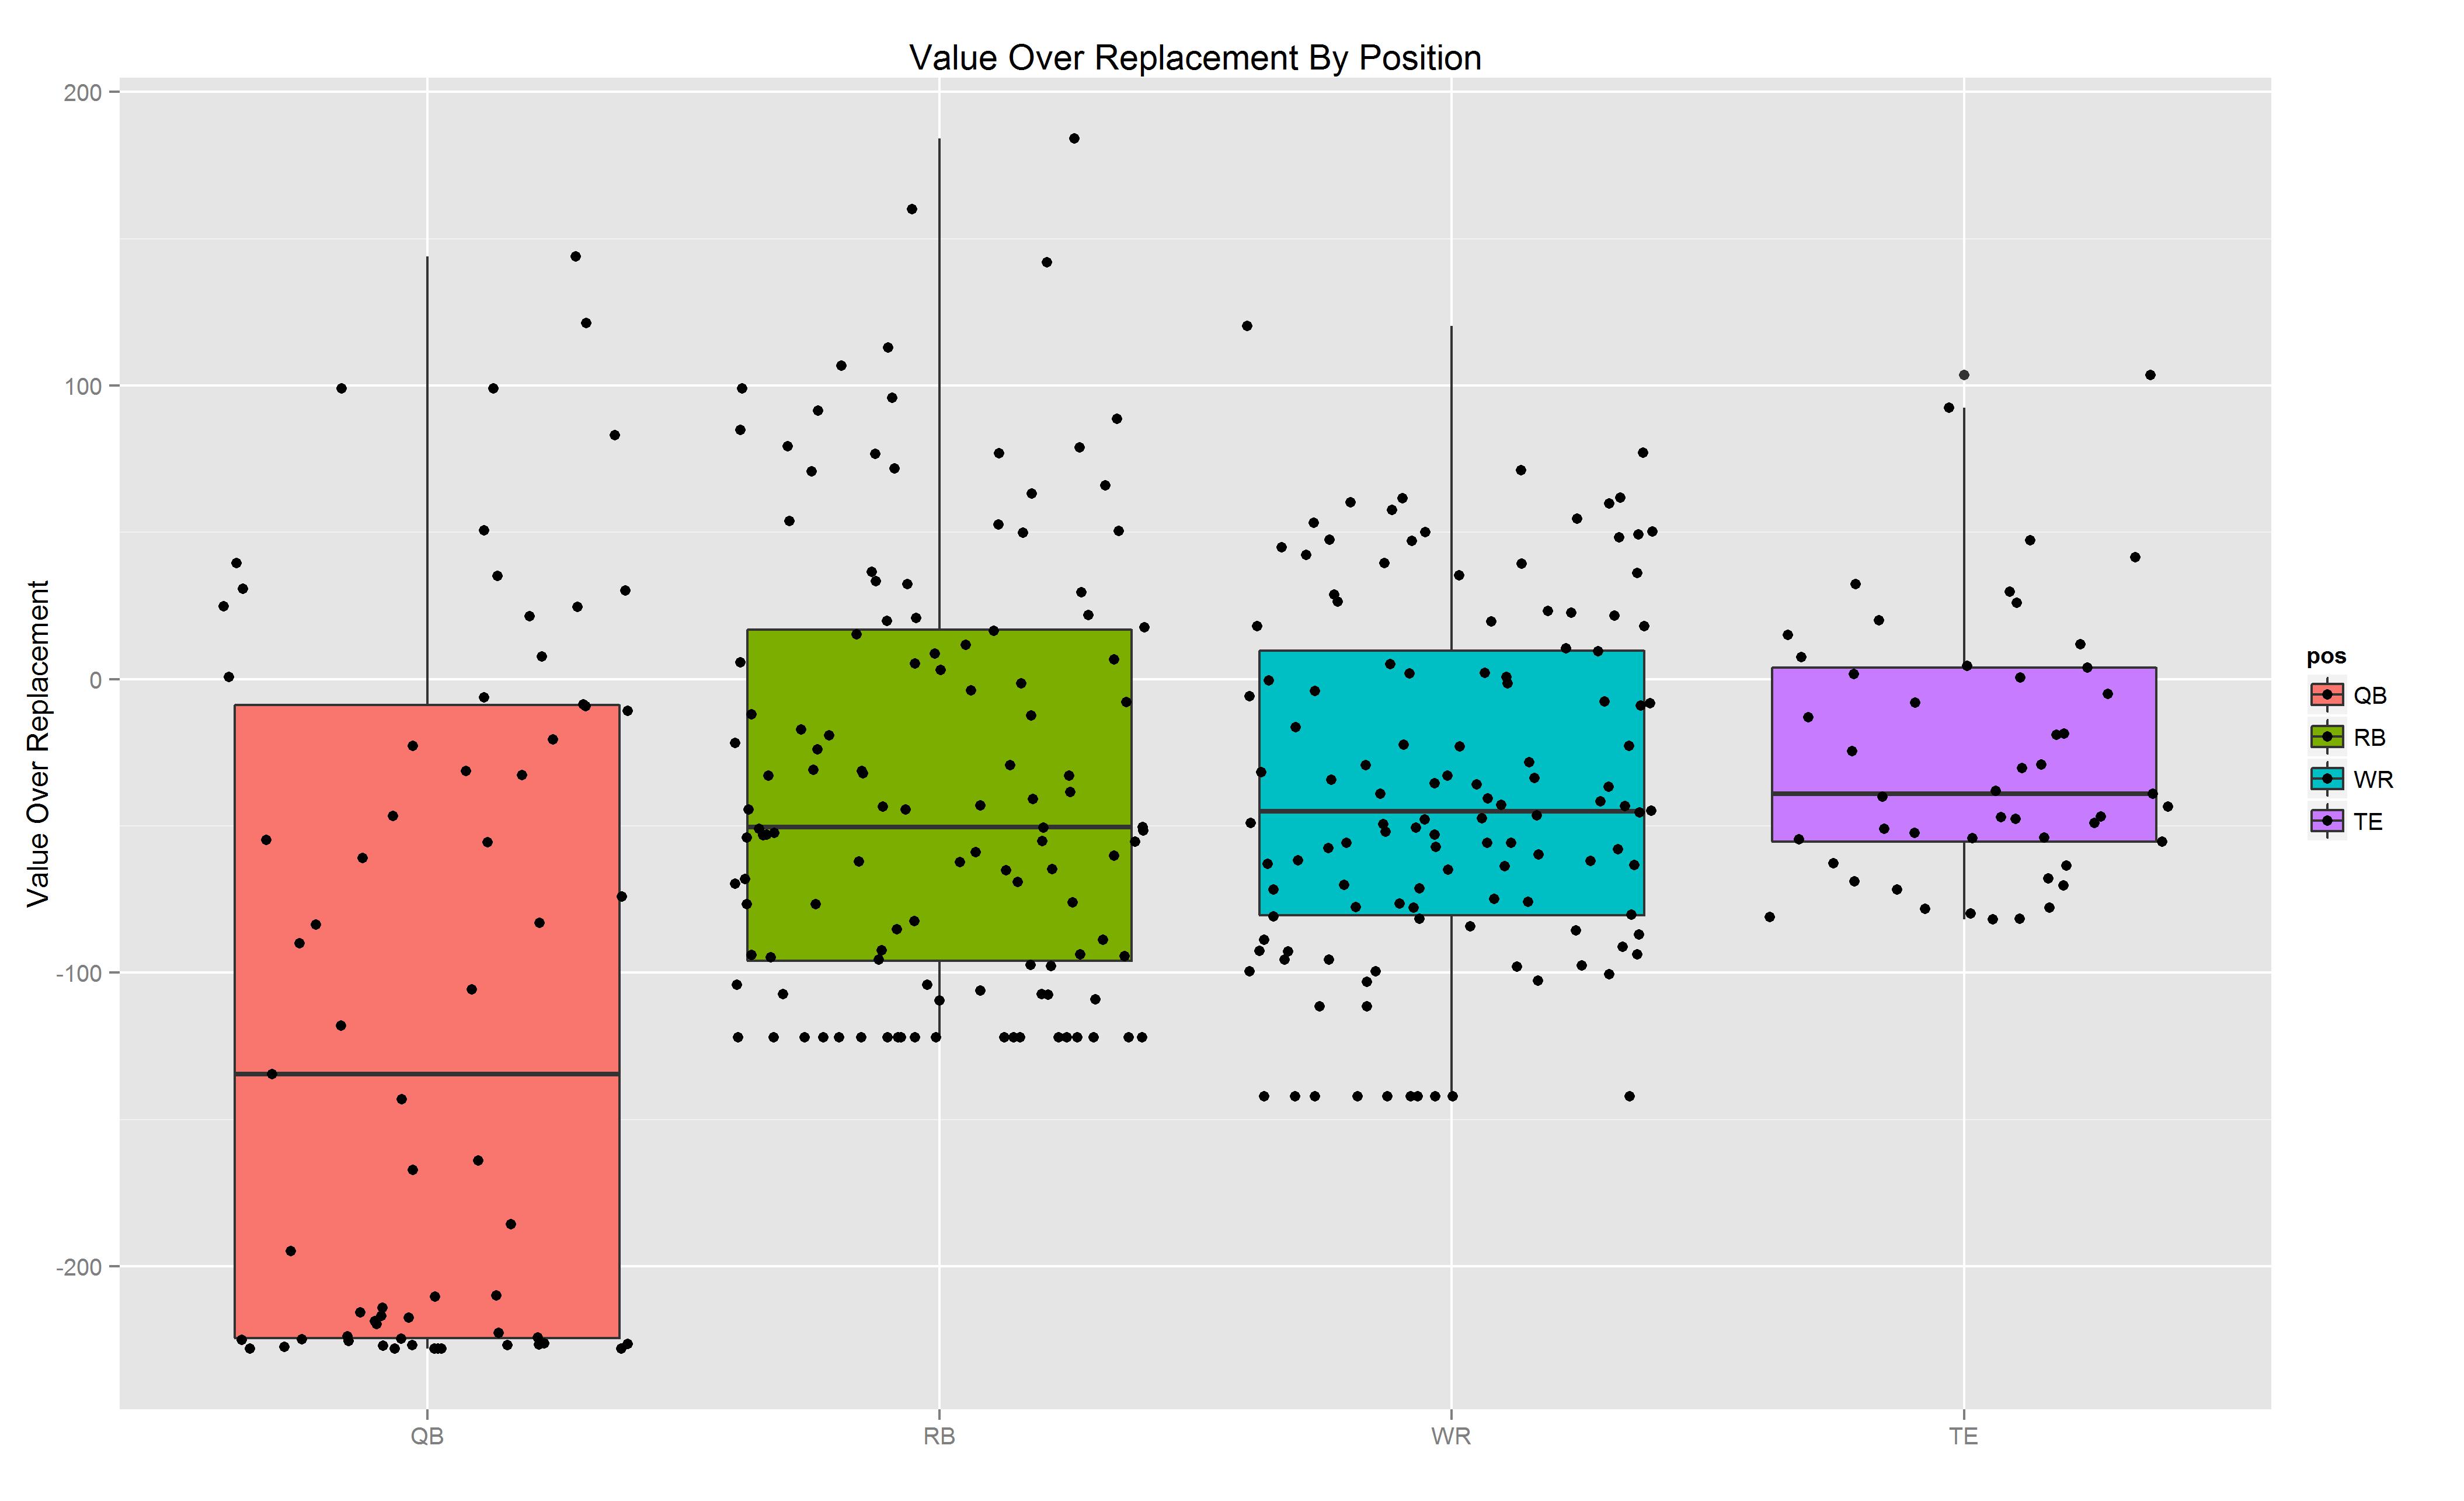 Value Over Replacement By Position
Value Over Replacement
200
100
0
-100
-200
QB RB WR TE
pos
QB
RB
WR
TE